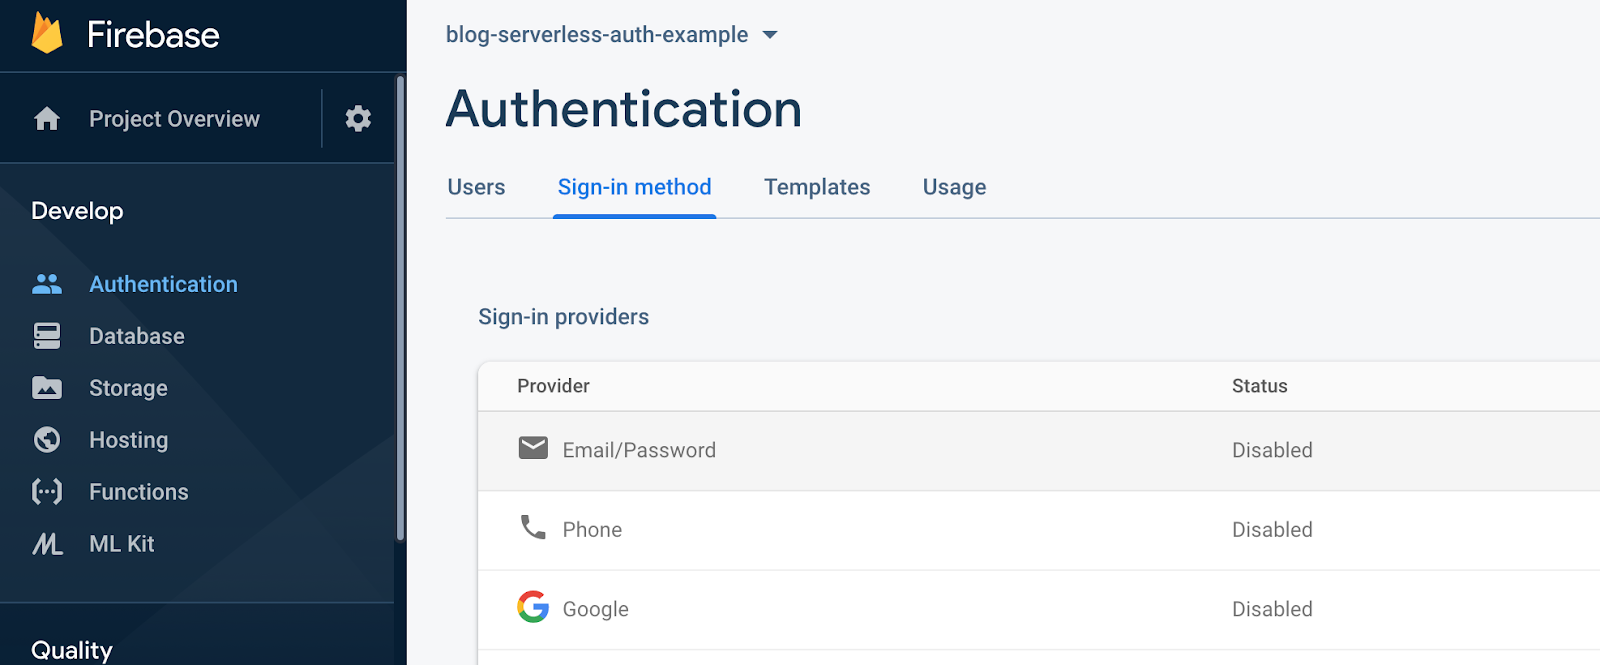 Firebase
Project Overview
Develop
Authentication
Database
Storage
Hosting
Functions
ML Kit
Quality
blog-serverless-auth-example
Authentication
Users Sign-in method Templates Usage
Sign-in providers
Provider Status
Email/Password Disabled
Phone Disabled
Google Disabled